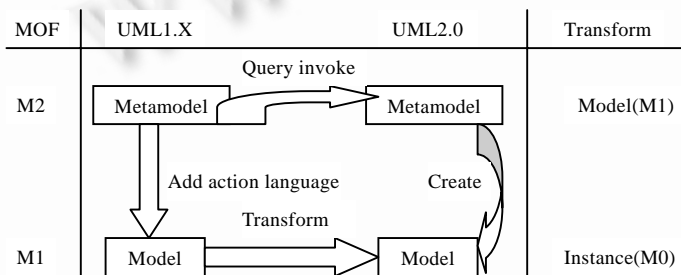 MOF UML1.X UML2.0 Transform
Query invoke
M2 Metamodel Metamodel Model(M1)
Add action language Create
Transform
M1 Model Model Instance(M0)